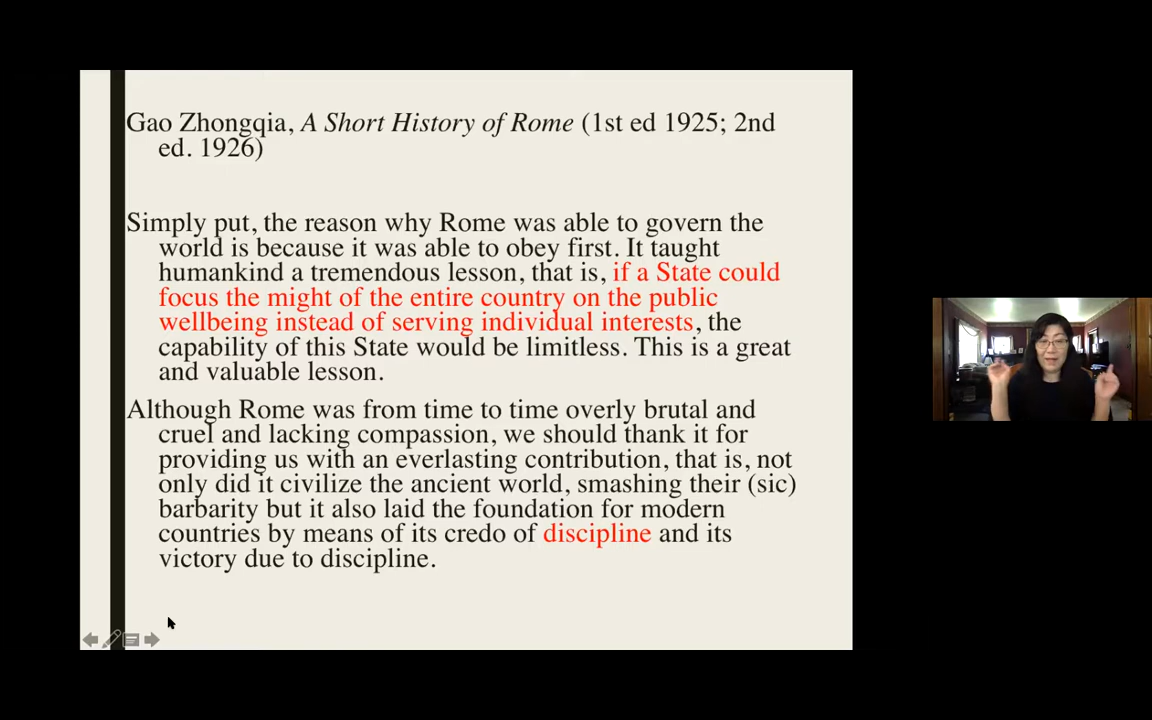 Gao Zhongqia, A Short History of Rome (1st ed 1925; 2nd
ed. 1926)
Simply put, the reason why Rome was able to govern the
world is because it was able to obey first. It taught
humankind a tremendous lesson, that is, if a State could
focus the might of the entire country on the public
wellbeing instead of serving individual interests, the
capability of this State would be limitless. This is a great
and valuable lesson.
Although Rome was from time to time overly brutal and
cruel and lacking compassion, we should thank it for
providing us with an everlasting contribution, that is, not
only did it civilize the ancient world, smashing their (sic)
barbarity but it also laid the foundation for modern
countries by means of its credo of discipline and its
victory due to discipline.